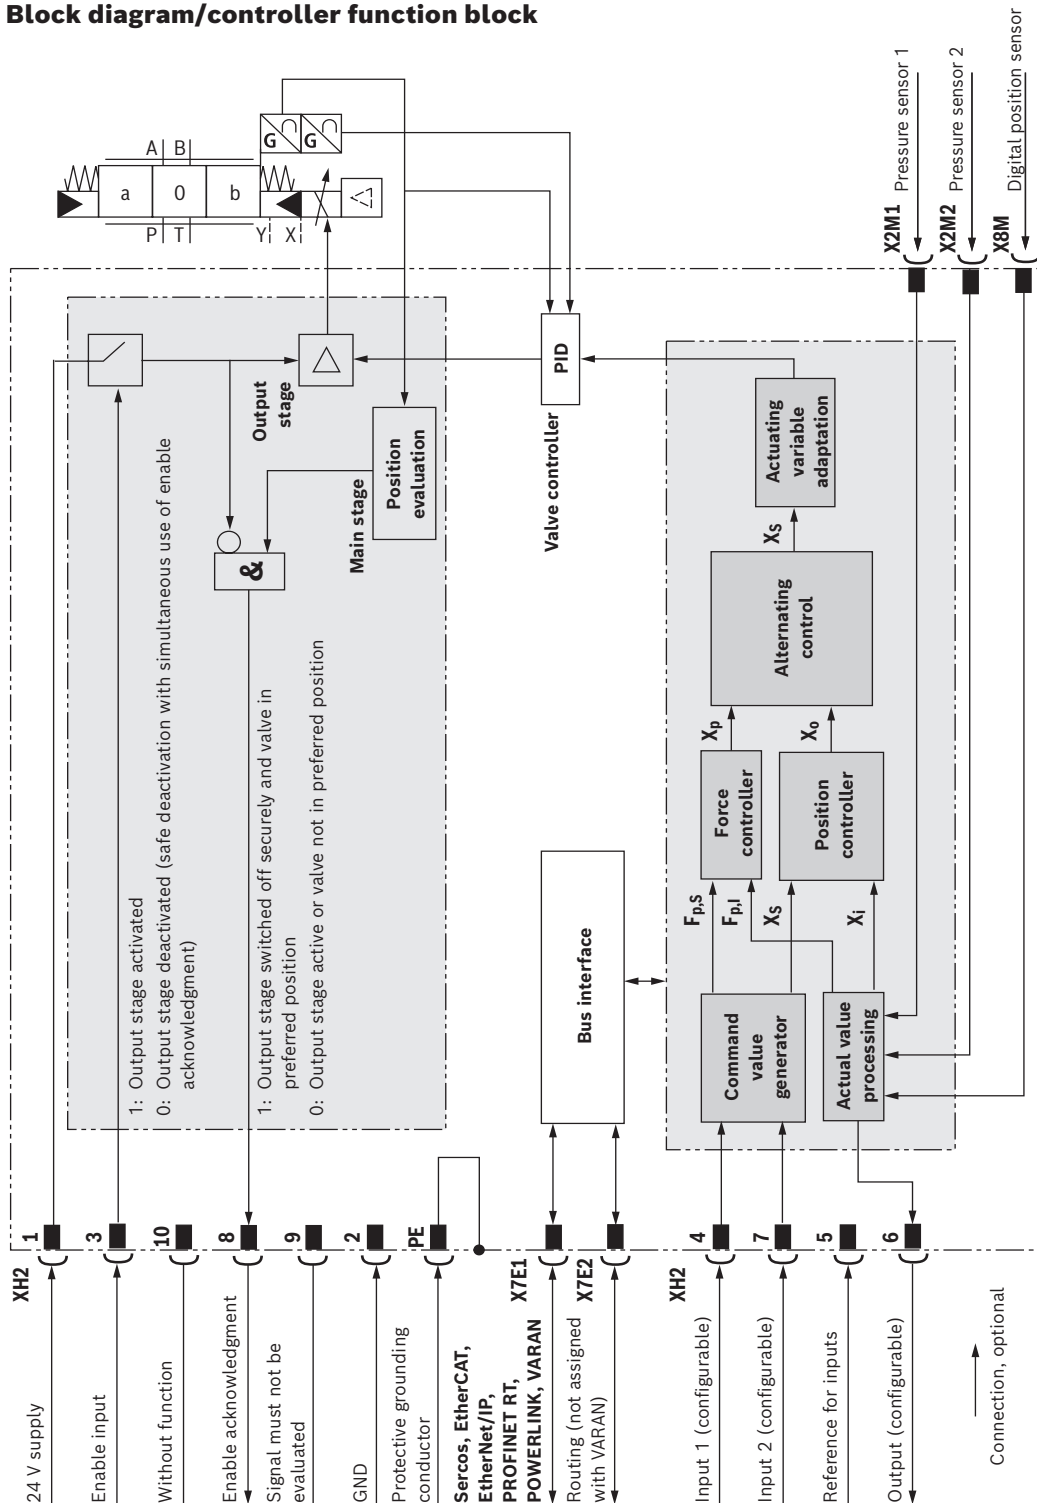 Block diagram/controller function block
XH2
1
24 V supply
3
Enable input
10
Without function
8
Enable acknowledgment
9
Signal must not be
evaluated
2
GND
PE
Protective grounding
conductor
X7E1
Sercos, EtherCAT,
EtherNet/IP,
PROFINET RT,
POWERLINK, VARAN
X7E2
Routing (not assigned
with VARAN)
XH2
4
Input 1 (configurable)
7
Input 2 (configurable)
5
Reference for inputs
6
Output (configurable)
Connection, optional
1: Output stage activated
0: Output stage deactivated (safe deactivation with simultaneous use of enable
acknowledgment)
1: Output stage switched off securely and valve in
preferred position
0: Output stage active or valve not in preferred position
&
Output
stage
Main stage
Position
evaluation
A
B
a
0
b
P
T
Y
X
G
G
PID
Valve controller
Bus interface
Command
value
generator
Actual value
processing
Fp,S
Fp,I
XS
Xi
Force
controller
Position
controller
Xp
Xo
Alternating
control
XS
Actuating
variable
adaptation
X2M1
Pressure sensor 1
X2M2
Pressure sensor 2
X8M
Digital position sensor